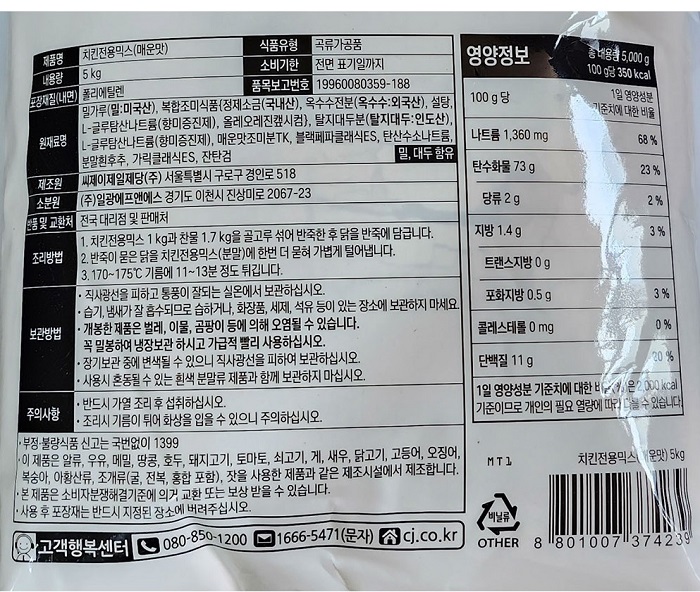 제품명 치킨전용믹스(매운맛) 식품유형 곡류가공품
내용량 5 kg 소비기한 전면 표기일까지
포장재질(내면) 폴리에틸렌 품목보고번호 19960080359-188
원재료명 밀가루(밀:미국산), 복합조미식품(정제소금(국내산), 옥수수전분(옥수수:외국산), 설탕,
L-글루탐산나트륨(향미증진제), 올레오레진캡시컴), 탈지대두분(탈지대두:인도산),
L-글루탐산나트륨(향미증진제), 매운맛조미분TK, 블랙페파클래식ES, 탄산수소나트륨,
분말흰후추, 가릭클래식ES, 잔탄검 밀, 대두 함유
제조원 씨제이제일제당(주) 서울특별시 구로구 경인로 518
소분원 (주)일광에프앤에스 경기도 이천시 진상미로 2067-23
반품 및 교환처 전국 대리점 및 판매처
조리방법 1. 치킨전용믹스 1 kg과 찬물 1.7 kg을 골고루 섞어 반죽한 후 닭을 반죽에 담급니다.
2. 반죽이 묻은 닭을 치킨전용믹스(분말)에 한번 더 묻혀 가볍게 털어냅니다.
3. 170~175℃ 기름에 11~13분 정도 튀깁니다.
보관방법 · 직사광선을 피하고 통풍이 잘되는 실온에서 보관하십시오.
· 습기, 냄새가 잘 흡수되므로 습하거나, 화장품, 세제, 석유 등이 있는 장소에 보관하지 마세요.
· 개봉한 제품은 벌레, 이물, 곰팡이 등에 의해 오염될 수 있습니다.
꼭 밀봉하여 냉장보관 하시고 가급적 빨리 사용하십시오.
· 장기보관 중에 변색될 수 있으니 직사광선을 피하여 보관하십시오.
· 사용시 혼동될 수 있는 흰색 분말류 제품과 함께 보관하지 마십시오.
주의사항 · 반드시 가열 조리 후 섭취하십시오.
· 조리시 기름이 튀어 화상을 입을 수 있으니 주의하십시오.
· 부정·불량식품 신고는 국번없이 1399
· 이 제품은 알류, 우유, 메밀, 땅콩, 호두, 돼지고기, 토마토, 쇠고기, 게, 새우, 닭고기, 고등어, 오징어,
복숭아, 아황산류, 조개류(굴, 전복, 홍합 포함), 잣을 사용한 제품과 같은 제조시설에서 제조합니다.
· 본 제품은 소비자분쟁해결기준에 의거 교환 또는 보상 받을 수 있습니다.
· 사용 후 포장재는 반드시 지정된 장소에 버려주십시오.
고객행복센터 080-850-1200 1666-5471(문자) cj.co.kr
영양정보 총 내용량 5,000 g
100 g당 350 kcal
100 g 당 1일 영양성분
기준치에 대한 비율
나트륨 1,360 mg 68 %
탄수화물 73 g 23 %
당류 2 g 2 %
지방 1.4 g 3 %
트랜스지방 0 g
포화지방 0.5 g 3 %
콜레스테롤 0 mg 0 %
단백질 11 g 20 %
1일 영양성분 기준치에 대한 은 2,000 kcal
기준이므로 개인의 필요 열량에 따라 다를 수 있습니다.
MT1
치킨전용믹스(매운맛) 5kg
비닐류
OTHER
8 801007 374239